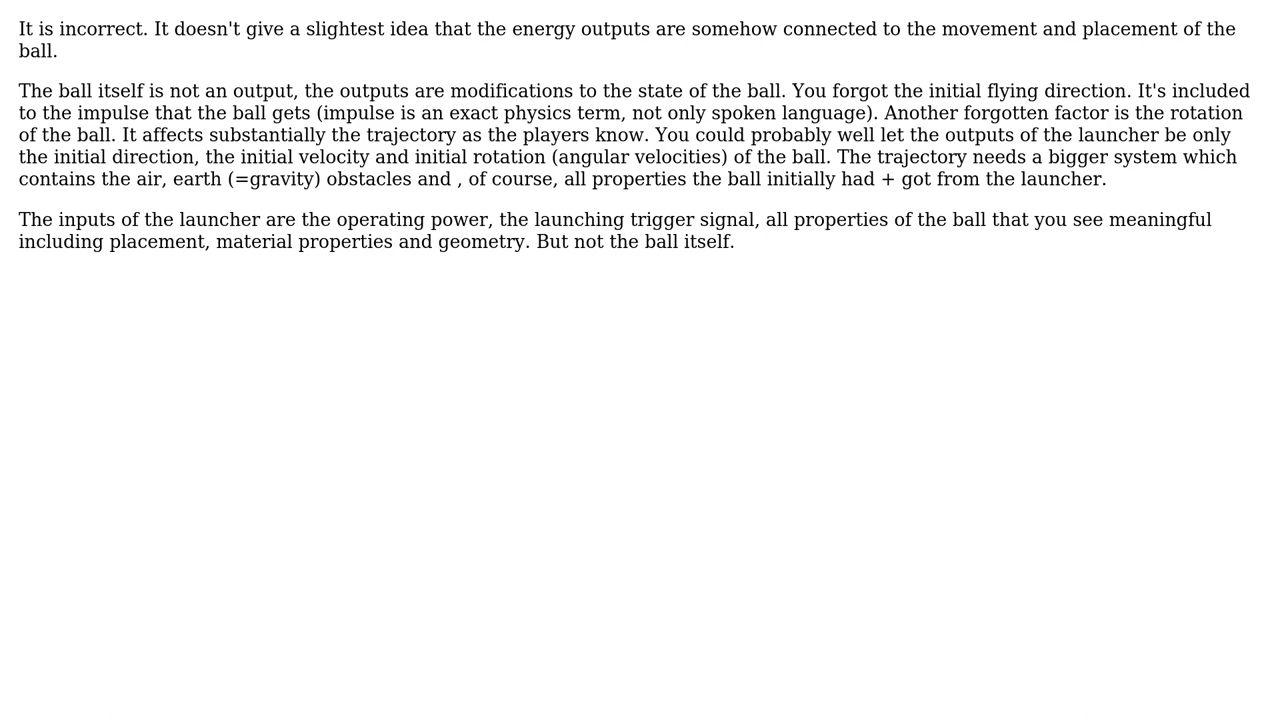 It is incorrect. It doesn't give a slightest idea that the energy outputs are somehow connected to the movement and placement of the
ball.
The ball itself is not an output, the outputs are modifications to the state of the ball. You forgot the initial flying direction. It's included
to the impulse that the ball gets (impulse is an exact physics term, not only spoken language). Another forgotten factor is the rotation
of the ball. It affects substantially the trajectory as the players know. You could probably well let the outputs of the launcher be only
the initial direction, the initial velocity and initial rotation (angular velocities) of the ball. The trajectory needs a bigger system which
contains the air, earth (=gravity) obstacles and , of course, all properties the ball initially had + got from the launcher.
The inputs of the launcher are the operating power, the launching trigger signal, all properties of the ball that you see meaningful
including placement, material properties and geometry. But not the ball itself.